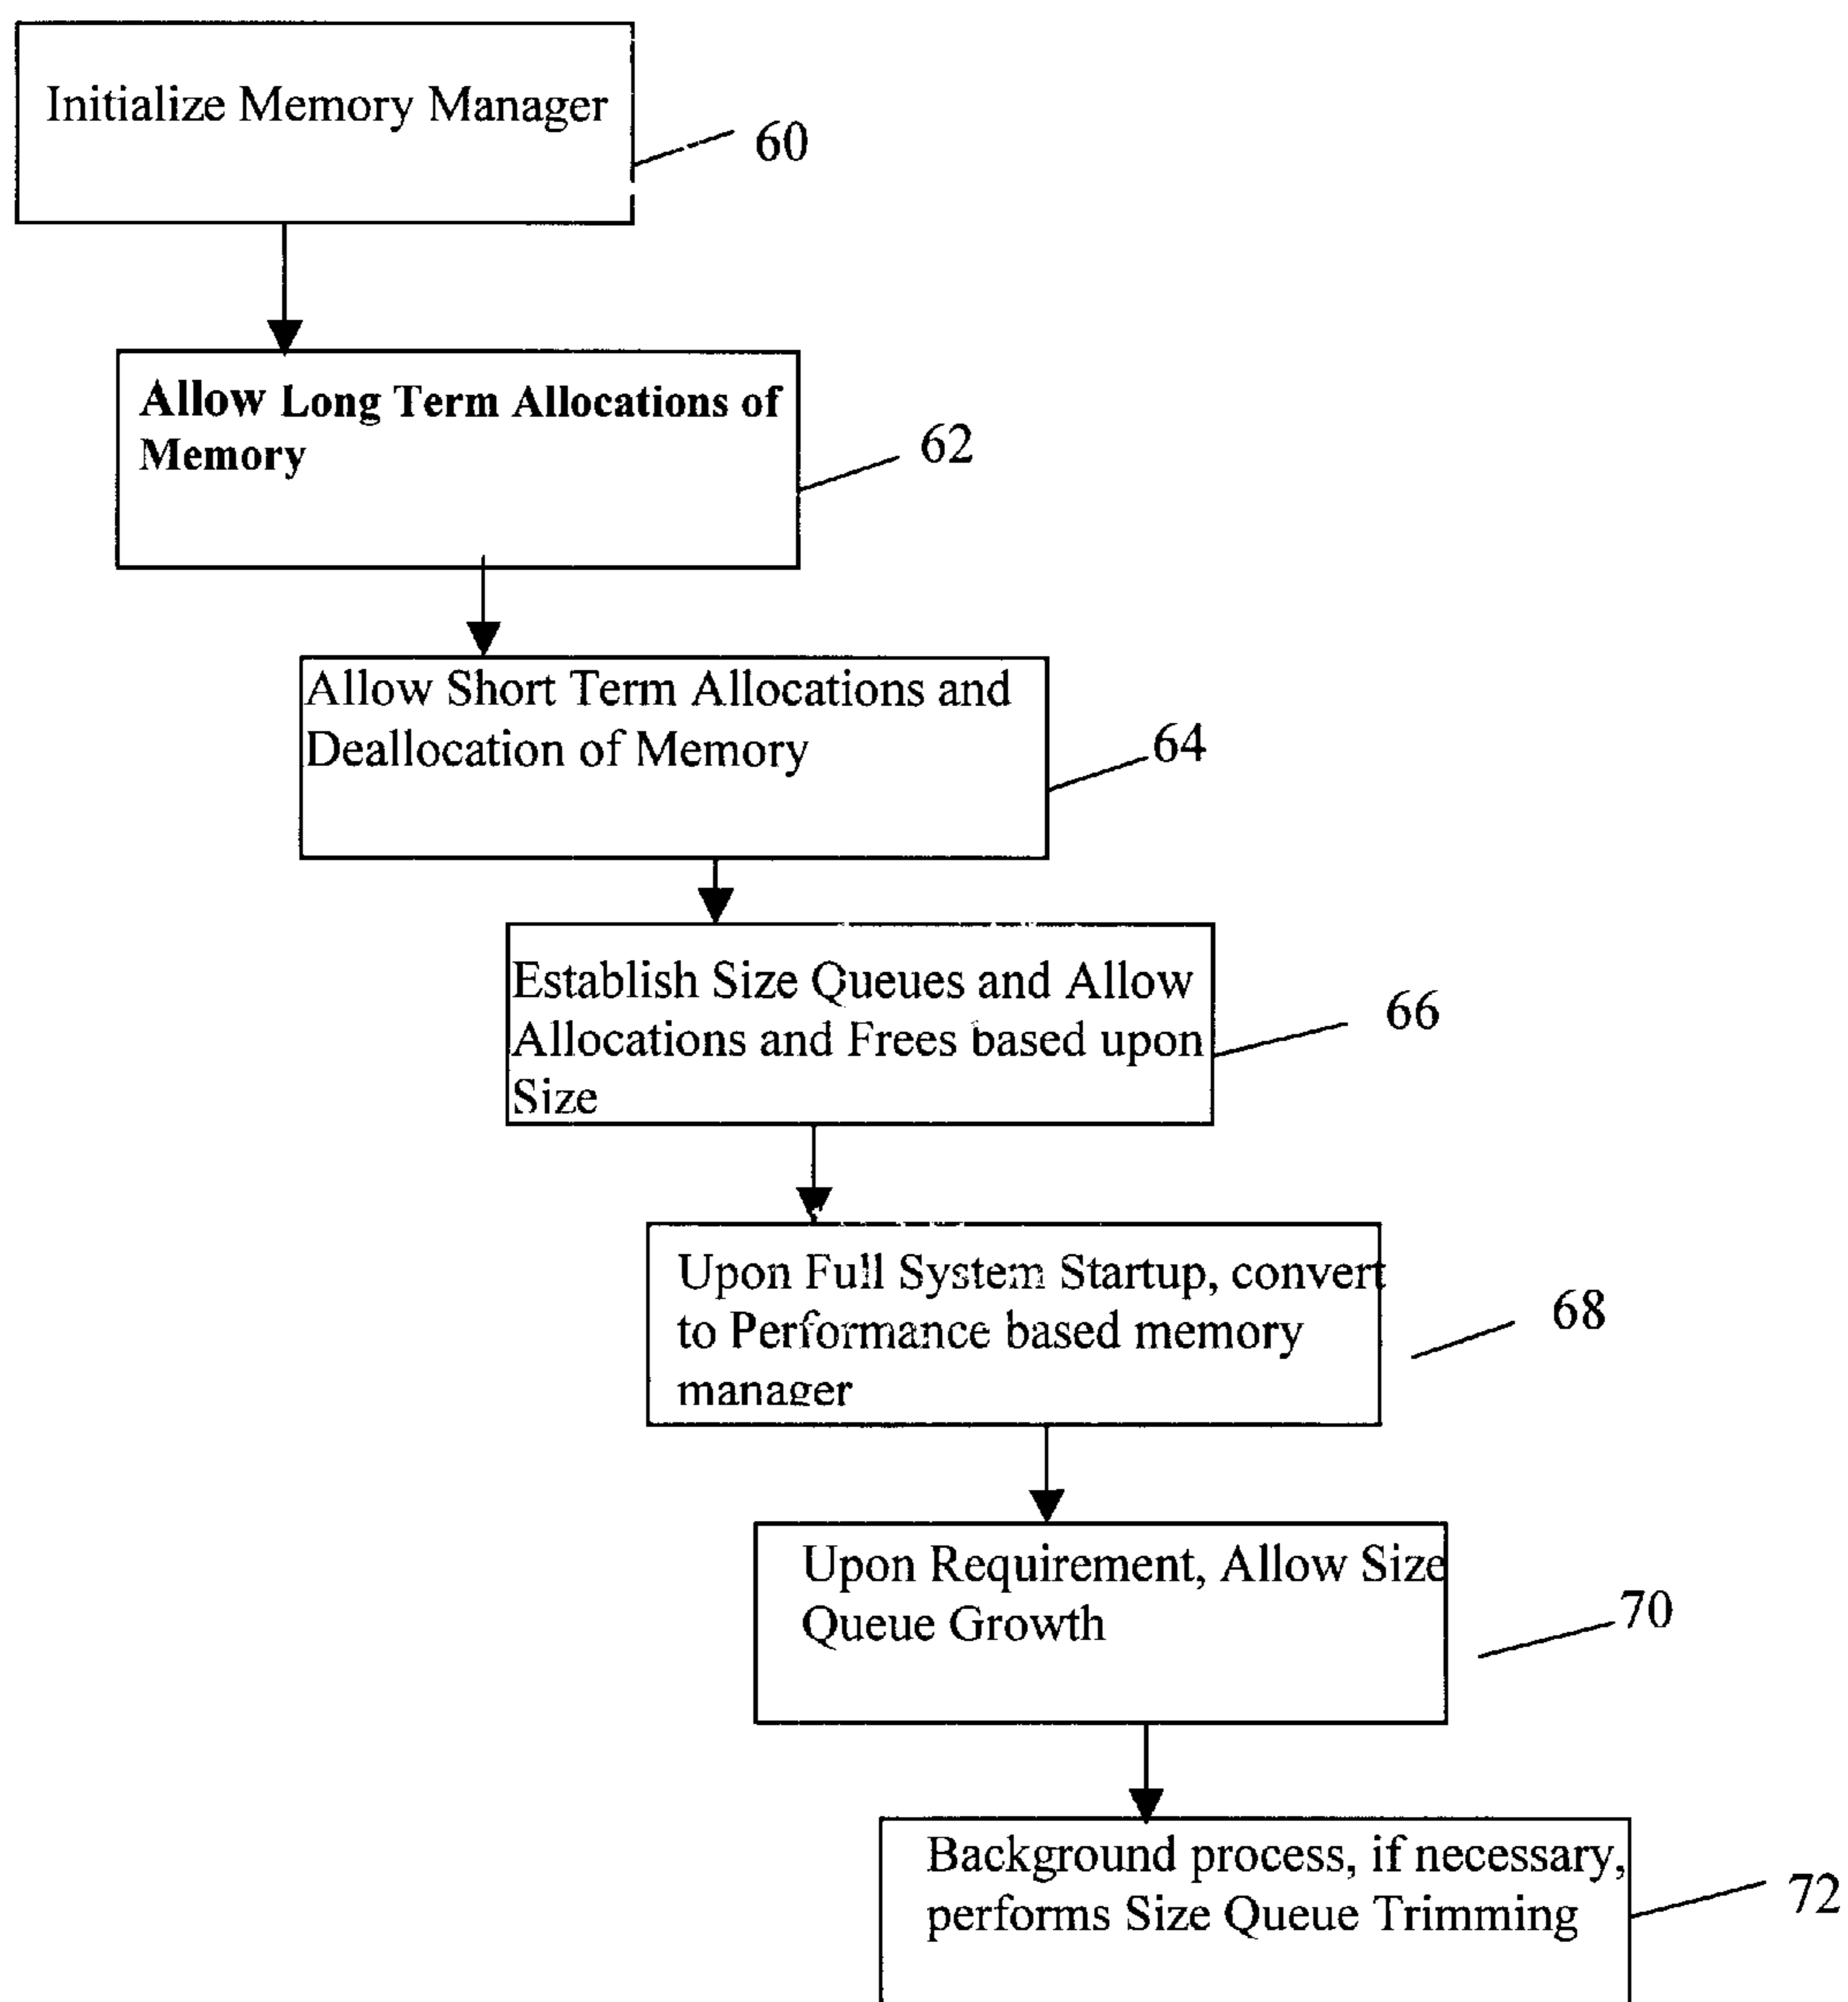 Initialize Memory Manager
60
Allow Long Term Allocations of
Memory
62
Allow Short Term Allocations and
Deallocation of Memory
64
Establish Size Queues and Allow
Allocations and Frees based upon
Size
66
Upon Full System Startup, convert
to Performance based memory
manager
68
Upon Requirement, Allow Size
Queue Growth
70
Background process, if necessary,
performs Size Queue Trimming
72